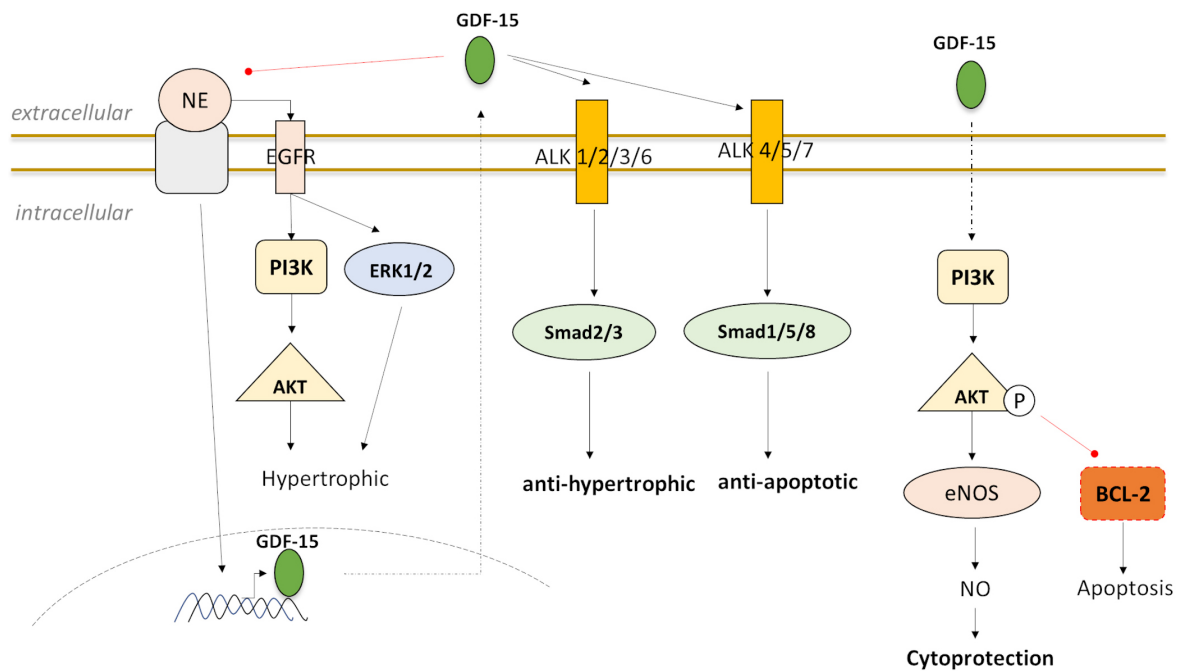 GDF-15
GDF-15
NE
extracellular
EGFR
ALK 1/2/3/6
ALK 4/5/7
intracellular
PI3K
ERK1/2
PI3K
Smad2/3
Smad1/5/8
AKT
AKT
P
Hypertrophic
anti-hypertrophic
anti-apoptotic
eNOS
BCL-2
GDF-15
NO
Apoptosis
Cytoprotection